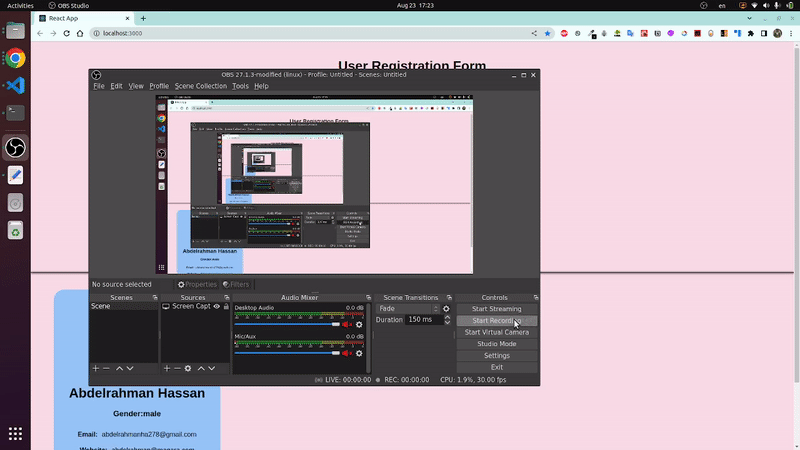 Activities OBS Studio Aug 23 17:23 en
React App
localhost:3000
User Registration Form
OBS 27.1.3-modified (linux) - Profile: Untitled - Scenes: Untitled
File Edit View Profile Scene Collection Tools Help
User Registration Form
Abdelrahman Hassan
No source selected Properties Filters
Scenes Sources Audio Mixer Scene Transitions Controls
Scene Screen Capt Desktop Audio 0.0 dB Fade Start Streaming
Duration 150 ms Start Recording
Mic/Aux 0.0 dB Start Virtual Camera
Studio Mode
Settings
Exit
LIVE: 00:00:00 REC: 00:00:00 CPU: 1.9%, 30.00 fps
Abdelrahman Hassan
Gender:male
Email: abdelrahmanha278@gmail.com